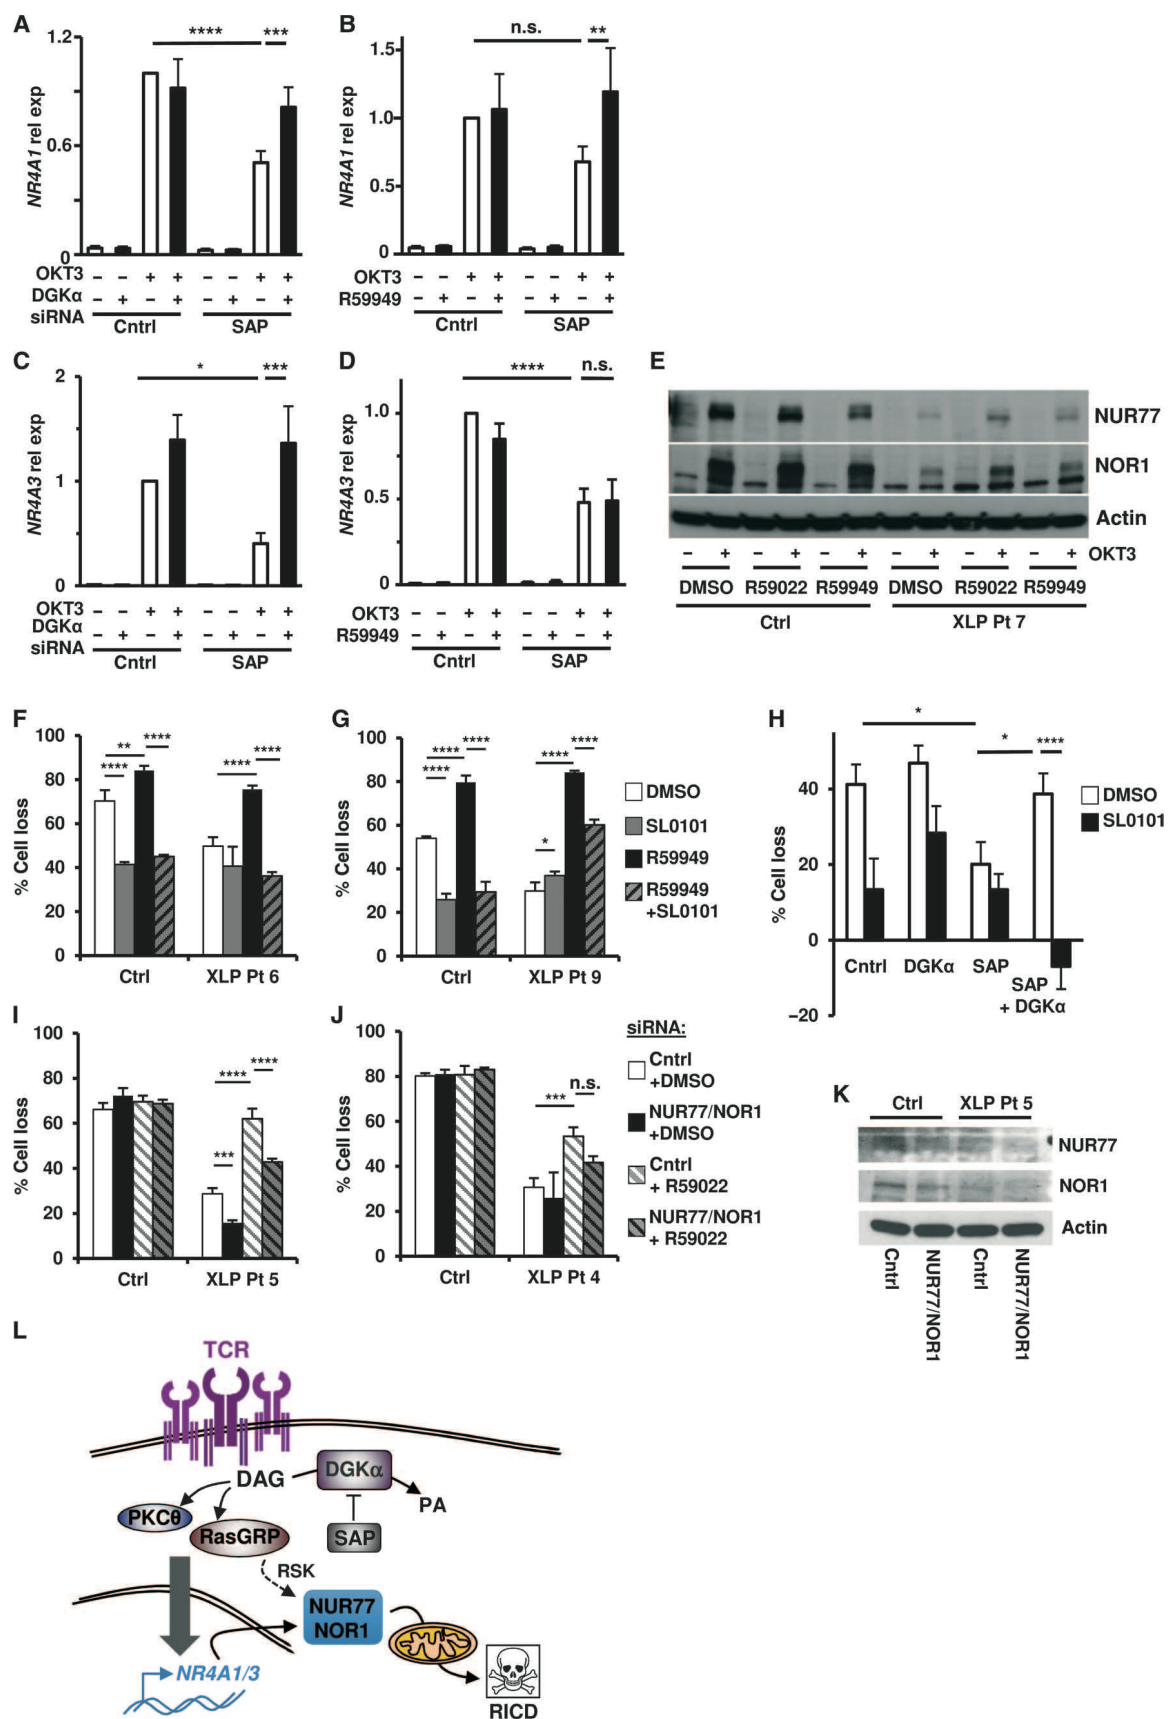 A
1.2
0.6
0
NR4A1 rel exp
**** ***
OKT3 – – + + – – + +
DGKα – + – + – + – +
siRNA Cntrl SAP
B
1.5
1.0
0.5
0
NR4A1 rel exp
n.s. **
OKT3 – – + + – – + +
R59949 – + – + – + – +
Cntrl SAP
C
2
1
0
NR4A3 rel exp
* ***
OKT3 – – + + – – + +
DGKα – + – + – + – +
siRNA Cntrl SAP
D
1.0
0.5
0
NR4A3 rel exp
**** n.s.
OKT3 – – + + – – + +
R59949 – + – + – + – +
Cntrl SAP
E
NUR77
NOR1
Actin
– + – + – + – + – + – + OKT3
DMSO R59022 R59949 DMSO R59022 R59949
Ctrl XLP Pt 7
F
100
80
60
40
20
0
% Cell loss
** ****
**** **** ****
Ctrl XLP Pt 6
G
100
80
60
40
20
0
% Cell loss
**** **** **** ****
**** *
Ctrl XLP Pt 9
DMSO
SL0101
R59949
R59949
+SL0101
H
40
20
0
–20
% Cell loss
*
* ****
Cntrl DGKα SAP SAP
+ DGKα
DMSO
SL0101
I
100
80
60
40
20
0
% Cell loss
**** ****
***
Ctrl XLP Pt 5
J
100
80
60
40
20
0
% Cell loss
*** n.s.
Ctrl XLP Pt 4
siRNA:
Cntrl
+DMSO
NUR77/NOR1
+DMSO
Cntrl
+ R59022
NUR77/NOR1
+ R59022
K
Ctrl XLP Pt 5
NUR77
NOR1
Actin
Cntrl
NUR77/NOR1
Cntrl
NUR77/NOR1
L
TCR
DAG
DGKα
PA
PKCθ
RasGRP
SAP
RSK
NUR77
NOR1
NR4A1/3
RICD